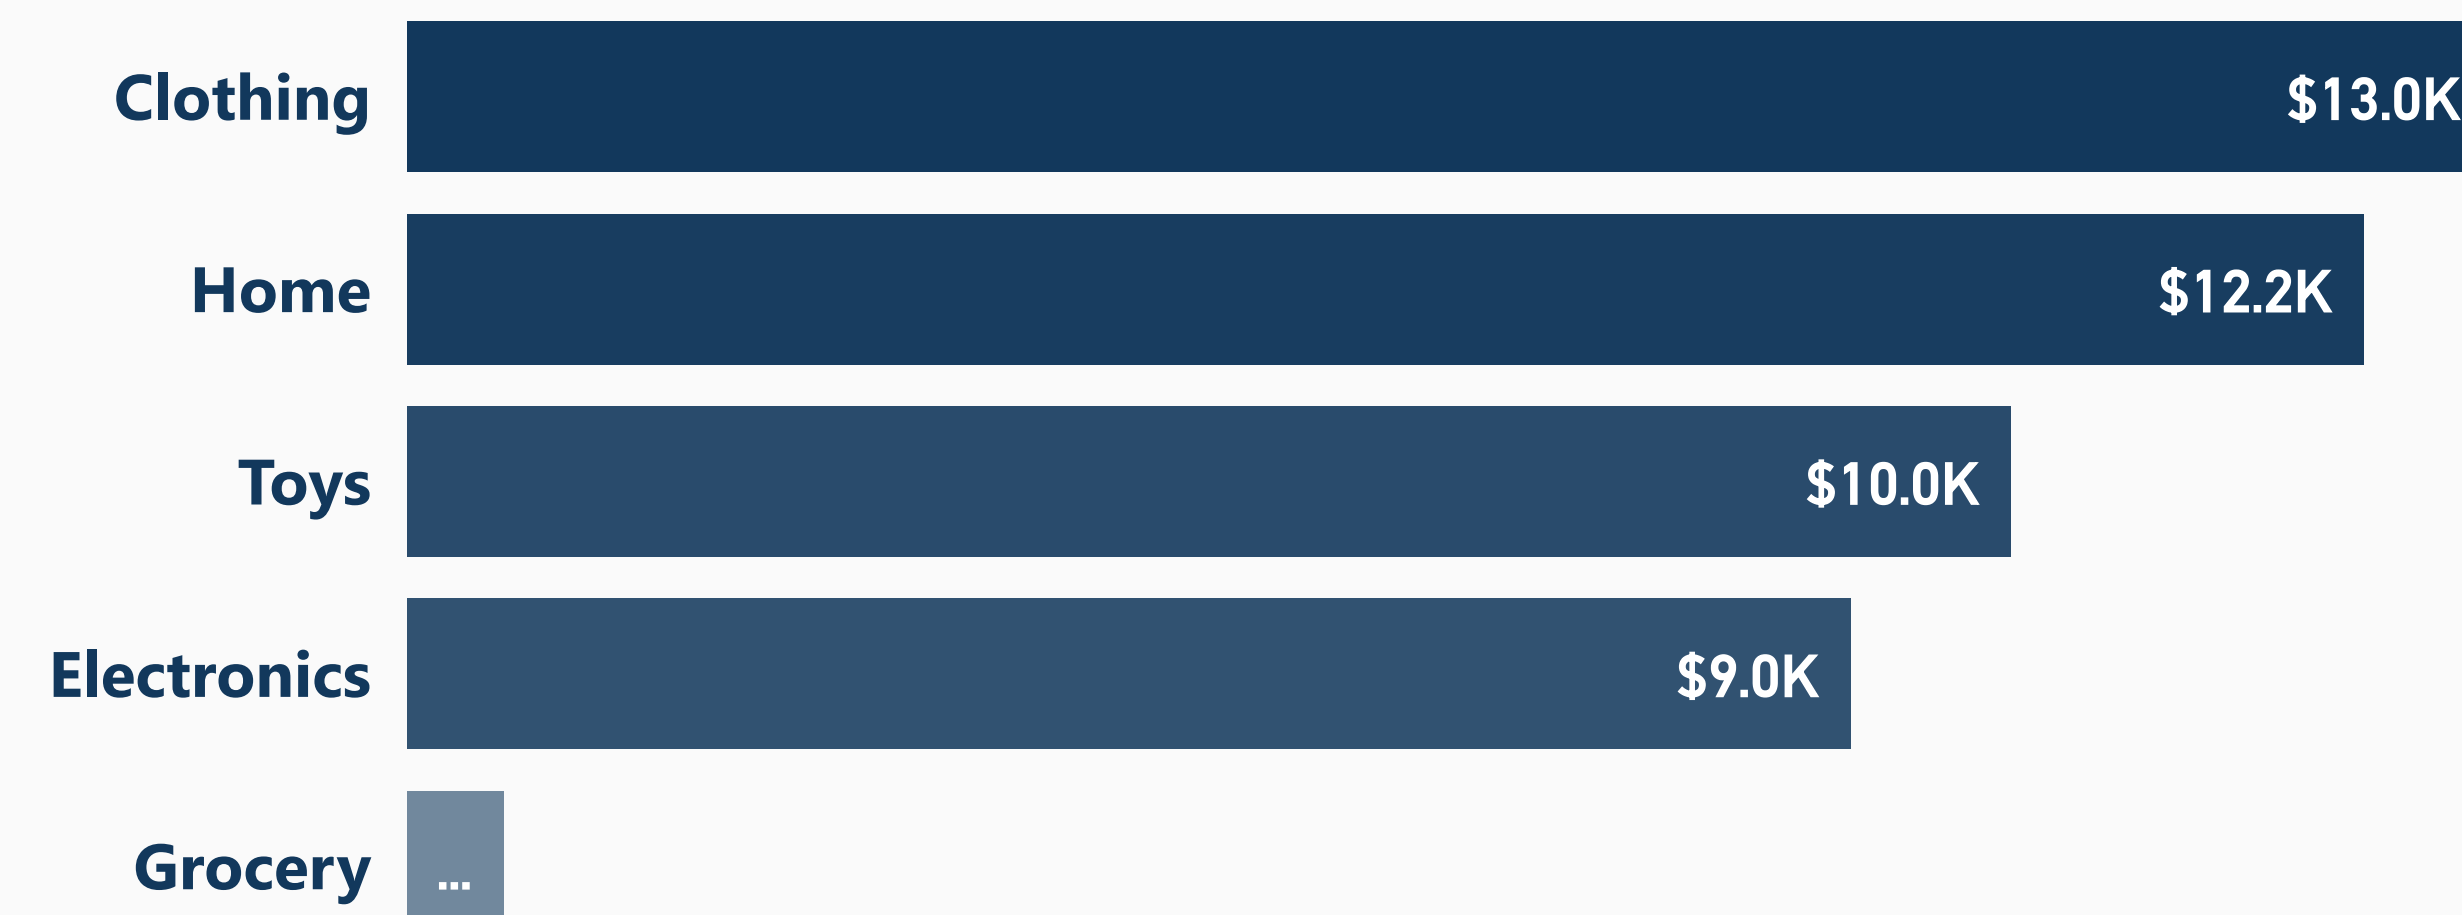 Clothing $13.0K
Home $12.2K
Toys $10.0K
Electronics $9.0K
Grocery ...